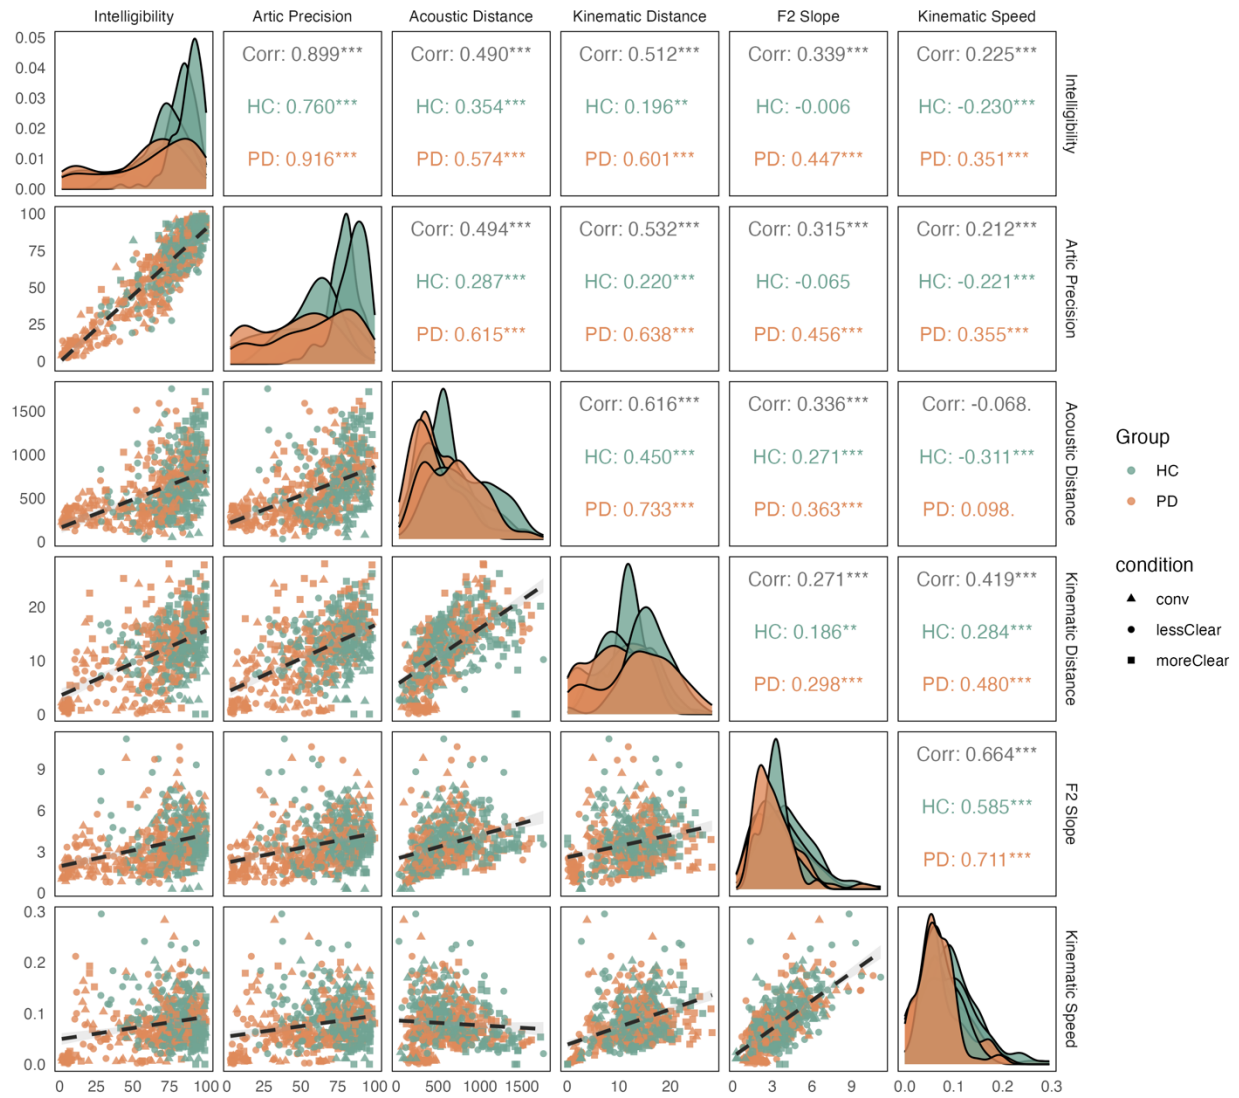 Intelligibility Artic Precision Acoustic Distance Kinematic Distance F2 Slope Kinematic Speed
0.05
0.04
0.03
0.02
0.01
0.00
Corr: 0.899*** Corr: 0.490*** Corr: 0.512*** Corr: 0.339*** Corr: 0.225***
HC: 0.760*** HC: 0.354*** HC: 0.196** HC: -0.006 HC: -0.230***
PD: 0.916*** PD: 0.574*** PD: 0.601*** PD: 0.447*** PD: 0.351***
Intelligibility
100
75
50
25
0
Corr: 0.494*** Corr: 0.532*** Corr: 0.315*** Corr: 0.212***
HC: 0.287*** HC: 0.220*** HC: -0.065 HC: -0.221***
PD: 0.615*** PD: 0.638*** PD: 0.456*** PD: 0.355***
Artic Precision
1500
1000
500
0
Corr: 0.616*** Corr: 0.336*** Corr: -0.068.
HC: 0.450*** HC: 0.271*** HC: -0.311***
PD: 0.733*** PD: 0.363*** PD: 0.098.
Acoustic Distance
20
10
0
Corr: 0.271*** Corr: 0.419***
HC: 0.186** HC: 0.284***
PD: 0.298*** PD: 0.480***
Kinematic Distance
9
6
3
0
Corr: 0.664***
HC: 0.585***
PD: 0.711***
F2 Slope
0.3
0.2
0.1
0.0
Kinematic Speed
0 25 50 75 100 0 25 50 75 100 0 500 1000 1500 0 10 20 0 3 6 9 0.0 0.1 0.2 0.3
Group
HC
PD
condition
conv
lessClear
moreClear